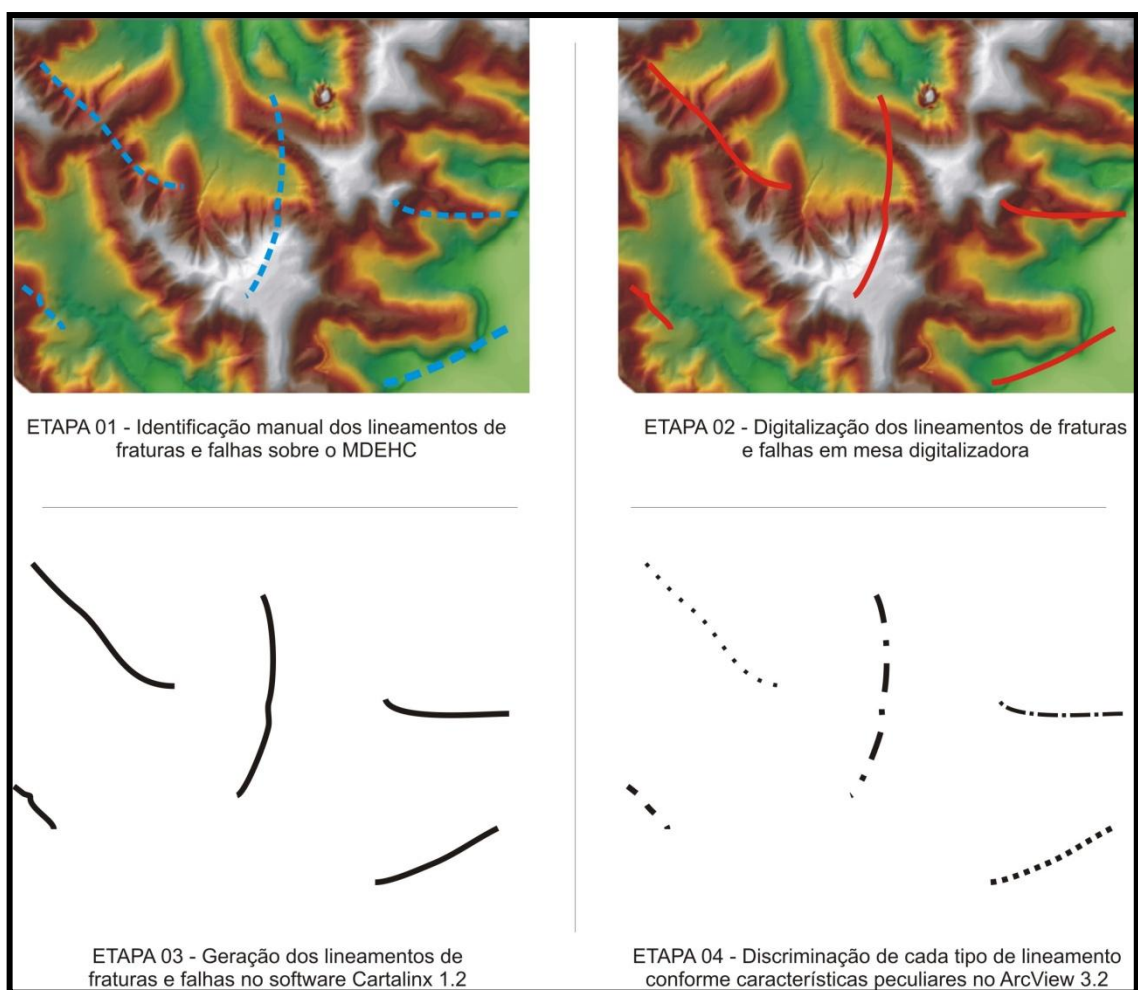 ETAPA 01 - Identificação manual dos lineamentos de
fraturas e falhas sobre o MDEHC
ETAPA 02 - Digitalização dos lineamentos de fraturas
e falhas em mesa digitalizadora
ETAPA 03 - Geração dos lineamentos de
fraturas e falhas no software Cartalinx 1.2
ETAPA 04 - Discriminação de cada tipo de lineamento
conforme características peculiares no ArcView 3.2